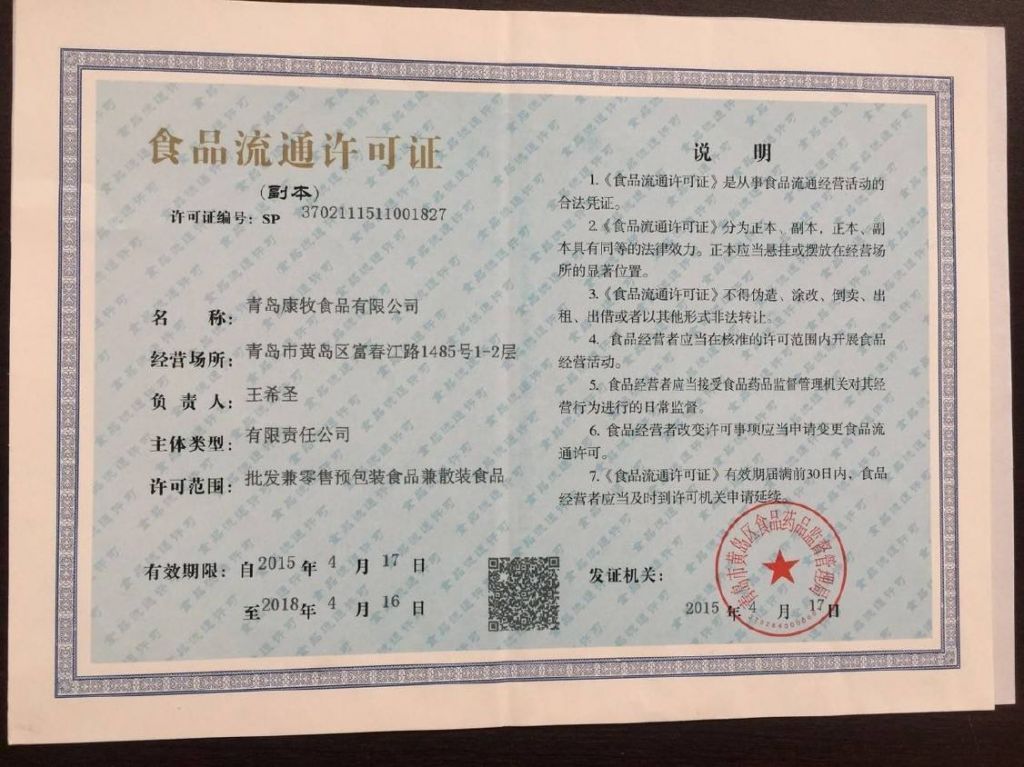 食品流通许可证
(副本)
许可证编号: SP 3702111511001827
名 称: 青岛康牧食品有限公司
经营场所: 青岛市黄岛区富春江路1485号1-2层
负 责 人: 王希圣
主体类型: 有限责任公司
许可范围: 批发兼零售预包装食品兼散装食品
有效期限: 自2015年 4 月 17 日
至2018年 4 月 16 日
说 明
1.《食品流通许可证》是从事食品流通经营活动的
合法凭证。
2.《食品流通许可证》分为正本、副本,正本、副
本具有同等的法律效力。正本应当悬挂或摆放在经营场
所的显著位置。
3.《食品流通许可证》不得伪造、涂改、倒卖、出
租、出借或者以其他形式非法转让。
4. 食品经营者应当在核准的许可范围内开展食品
经营活动。
5. 食品经营者应当接受食品药品监督管理机关对其经
营行为进行的日常监督。
6. 食品经营者改变许可事项应当申请变更食品流
通许可。
7.《食品流通许可证》有效期届满前30日内,食品
经营者应当及时到许可机关申请延续。
发证机关:
青岛市黄岛区食品药品监督管理局
2015 年 4 月 17日